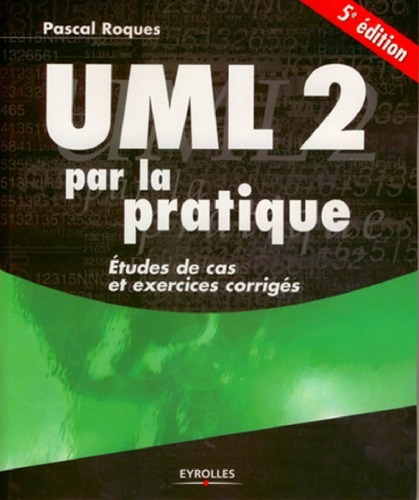 Pascal Roques
5e édition
UML 2
par la
pratique
Études de cas
et exercices corrigés
EYROLLES